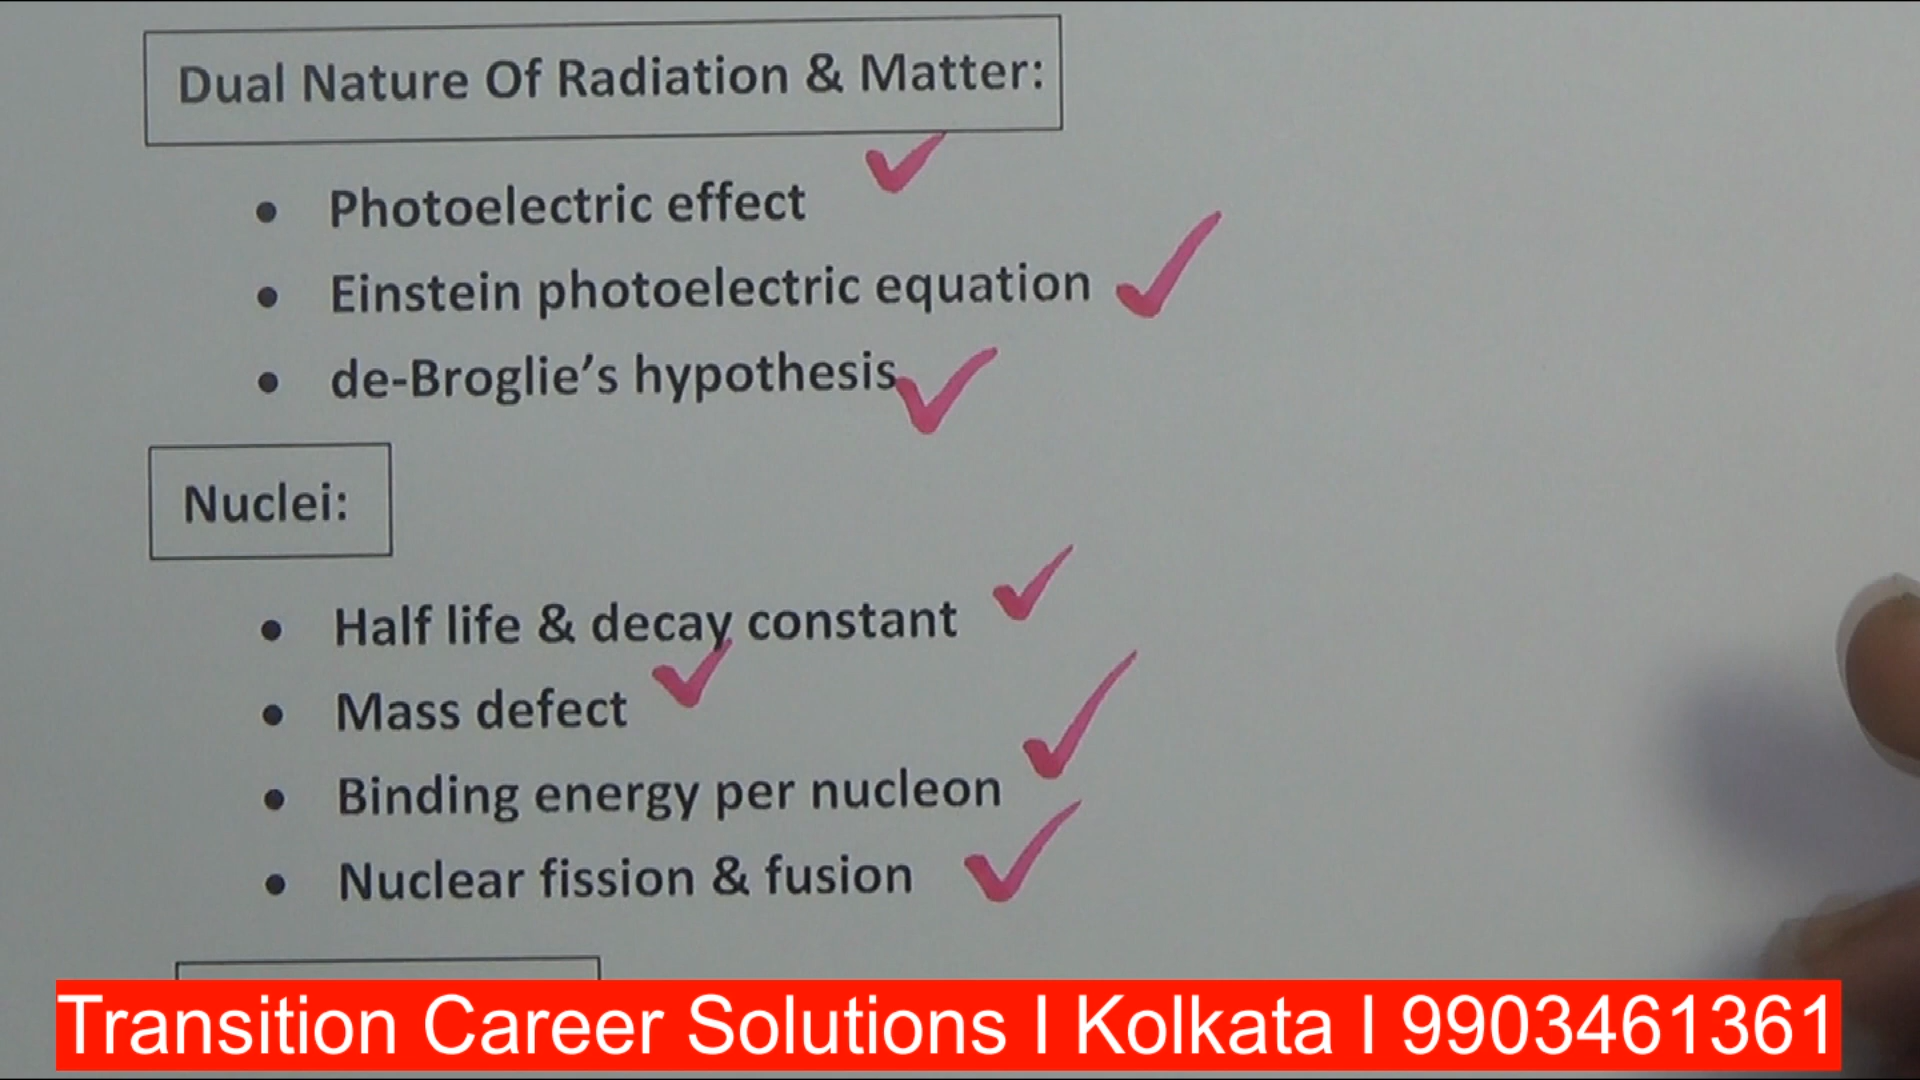 Dual Nature Of Radiation & Matter:
• Photoelectric effect
• Einstein photoelectric equation
• de-Broglie's hypothesis
Nuclei:
• Half life & decay constant
• Mass defect
• Binding energy per nucleon
• Nuclear fission & fusion
Transition Career Solutions I Kolkata I 9903461361